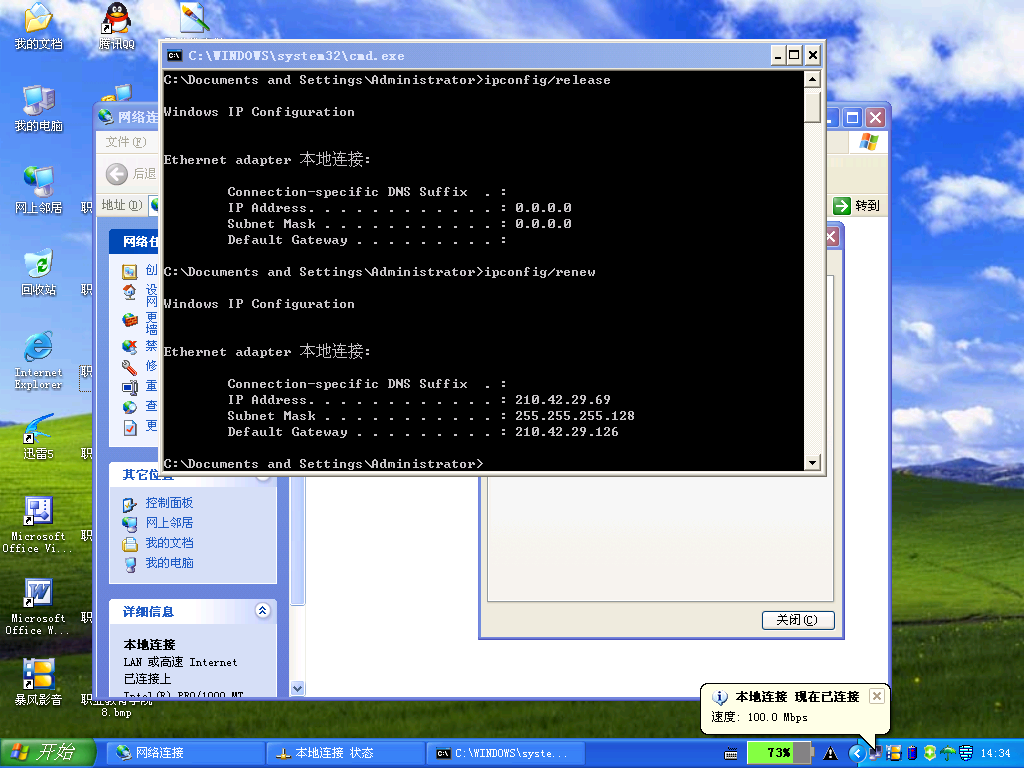 我的文档
腾讯QQ
我的电脑
网上邻居
回收站
Internet
Explorer
迅雷5
Microsoft
Office Vi...
Microsoft
Office W...
暴风影音
职
职
职
职
职
职
职业教育学院
8.bmp
C:\WINDOWS\system32\cmd.exe
C:\Documents and Settings\Administrator>ipconfig/release
Windows IP Configuration
Ethernet adapter 本地连接:
Connection-specific DNS Suffix . :
IP Address. . . . . . . . . . . . : 0.0.0.0
Subnet Mask . . . . . . . . . . . : 0.0.0.0
Default Gateway . . . . . . . . . :
C:\Documents and Settings\Administrator>ipconfig/renew
Windows IP Configuration
Ethernet adapter 本地连接:
Connection-specific DNS Suffix . :
IP Address. . . . . . . . . . . . : 210.42.29.69
Subnet Mask . . . . . . . . . . . : 255.255.255.128
Default Gateway . . . . . . . . . : 210.42.29.126
C:\Documents and Settings\Administrator>
网络连
文件(F)
后退
地址(D)
转到
网络任
创
设
网
更
墙
禁
修
重
查
更
其它位
控制面板
网上邻居
我的文档
我的电脑
详细信息
本地连接
LAN 或高速 Internet
已连接上
Intel(R) PRO/1000 MT
关闭(C)
本地连接 现在已连接
速度: 100.0 Mbps
开始
网络连接
本地连接 状态
C:\WINDOWS\syste...
73%
14:34